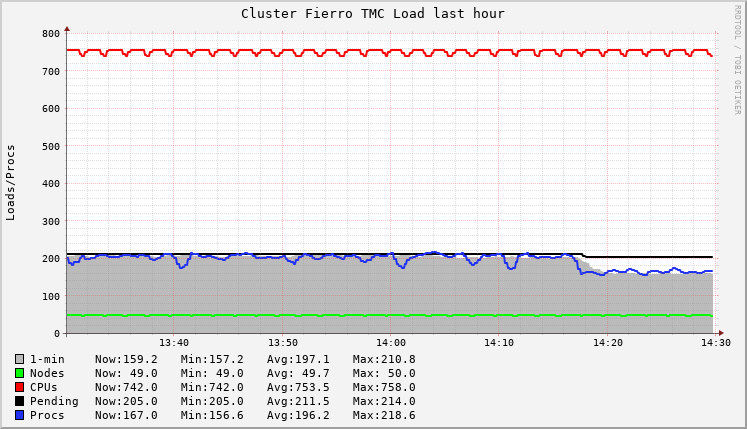 Cluster Fierro TMC Load last hour
RRDTOOL / TOBI OETIKER
Loads/Procs
800
700
600
500
400
300
200
100
0
13:40 13:50 14:00 14:10 14:20 14:30
1-min Now:159.2 Min:157.2 Avg:197.1 Max:210.8
Nodes Now: 49.0 Min: 49.0 Avg: 49.7 Max: 50.0
CPUs Now:742.0 Min:742.0 Avg:753.5 Max:758.0
Pending Now:205.0 Min:205.0 Avg:211.5 Max:214.0
Procs Now:167.0 Min:156.6 Avg:196.2 Max:218.6